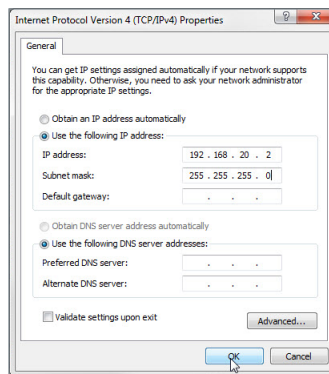 Internet Protocol Version 4 (TCP/IPv4) Properties
General
You can get IP settings assigned automatically if your network supports
this capability. Otherwise, you need to ask your network administrator
for the appropriate IP settings.
Obtain an IP address automatically
Use the following IP address:
IP address: 192 . 168 . 20 . 2
Subnet mask: 255 . 255 . 255 . 0
Default gateway: . . .
Obtain DNS server address automatically
Use the following DNS server addresses:
Preferred DNS server: . . .
Alternate DNS server: . . .
Validate settings upon exit
Advanced...
OK Cancel